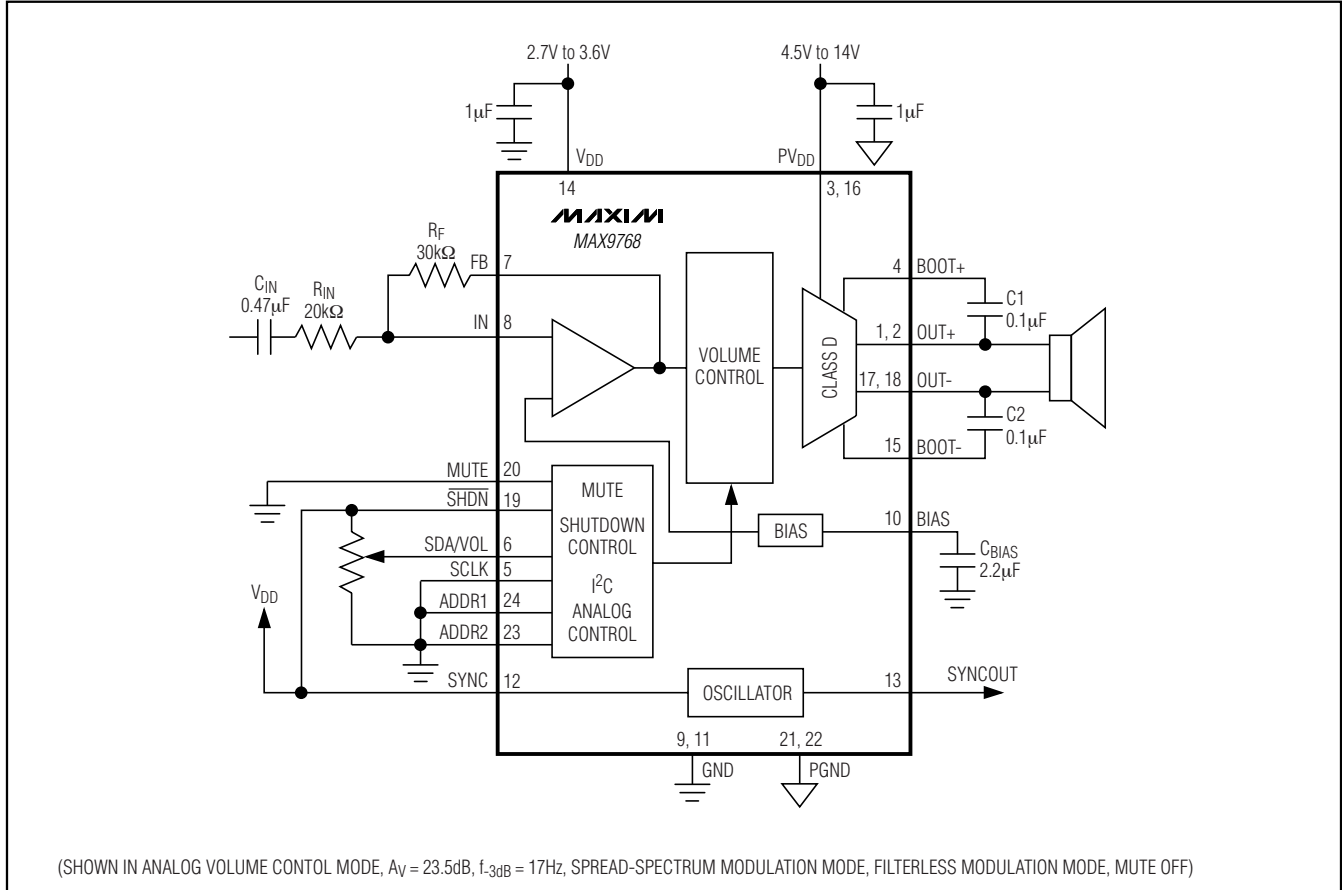 2.7V to 3.6V
4.5V to 14V
1µF
1µF
VDD
PVDD
14
3, 16
MAXIM
MAX9768
RF
30kΩ
FB
7
CIN
0.47µF
RIN
20kΩ
IN
8
VOLUME
CONTROL
CLASS D
4
BOOT+
C1
0.1µF
1, 2
OUT+
17, 18
OUT-
C2
0.1µF
15
BOOT-
MUTE
20
SHDN
19
SDA/VOL
6
SCLK
5
ADDR1
24
ADDR2
23
MUTE
SHUTDOWN
CONTROL
I2C
ANALOG
CONTROL
BIAS
10
BIAS
CBIAS
2.2µF
VDD
SYNC
12
OSCILLATOR
13
SYNCOUT
9, 11
GND
21, 22
PGND
(SHOWN IN ANALOG VOLUME CONTOL MODE, AV = 23.5dB, f-3dB = 17Hz, SPREAD-SPECTRUM MODULATION MODE, FILTERLESS MODULATION MODE, MUTE OFF)